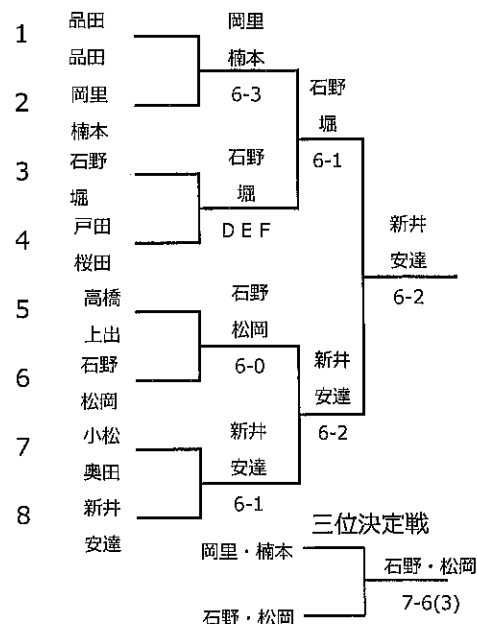 1 品田
品田
2 岡里
楠本
3 石野
堀
4 戸田
桜田
5 高橋
上出
6 石野
松岡
7 小松
奥田
8 新井
安達
岡里
楠本
6-3
石野
堀
DEF
石野
松岡
6-0
新井
安達
6-1
石野
堀
6-1
新井
安達
6-2
新井
安達
6-2
三位決定戦
岡里・楠本
石野・松岡
石野・松岡
7-6(3)